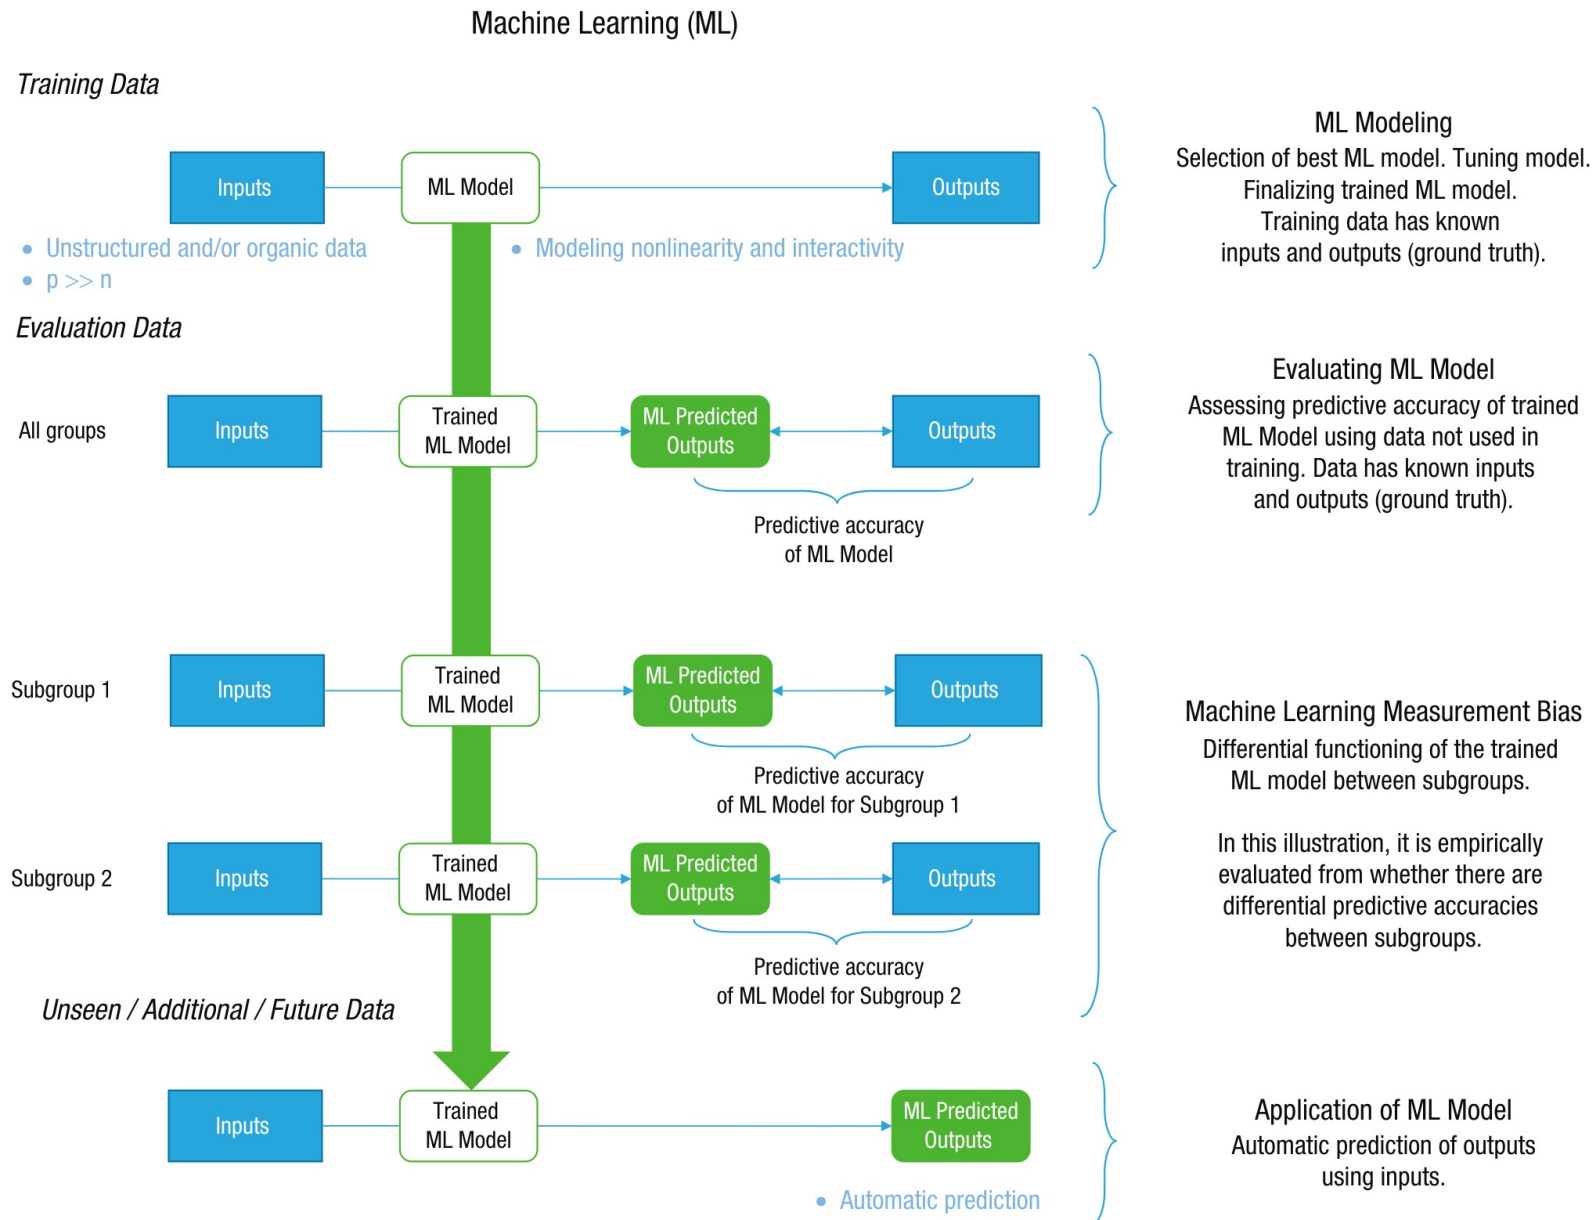 Machine Learning (ML)
Training Data
Inputs
ML Model
Outputs
• Unstructured and/or organic data
• p >> n
• Modeling nonlinearity and interactivity
ML Modeling
Selection of best ML model. Tuning model.
Finalizing trained ML model.
Training data has known
inputs and outputs (ground truth).
Evaluation Data
All groups
Inputs
Trained
ML Model
ML Predicted
Outputs
Outputs
Predictive accuracy
of ML Model
Evaluating ML Model
Assessing predictive accuracy of trained
ML Model using data not used in
training. Data has known inputs
and outputs (ground truth).
Subgroup 1
Inputs
Trained
ML Model
ML Predicted
Outputs
Outputs
Predictive accuracy
of ML Model for Subgroup 1
Subgroup 2
Inputs
Trained
ML Model
ML Predicted
Outputs
Outputs
Predictive accuracy
of ML Model for Subgroup 2
Machine Learning Measurement Bias
Differential functioning of the trained
ML model between subgroups.
In this illustration, it is empirically
evaluated from whether there are
differential predictive accuracies
between subgroups.
Unseen / Additional / Future Data
Inputs
Trained
ML Model
ML Predicted
Outputs
• Automatic prediction
Application of ML Model
Automatic prediction of outputs
using inputs.